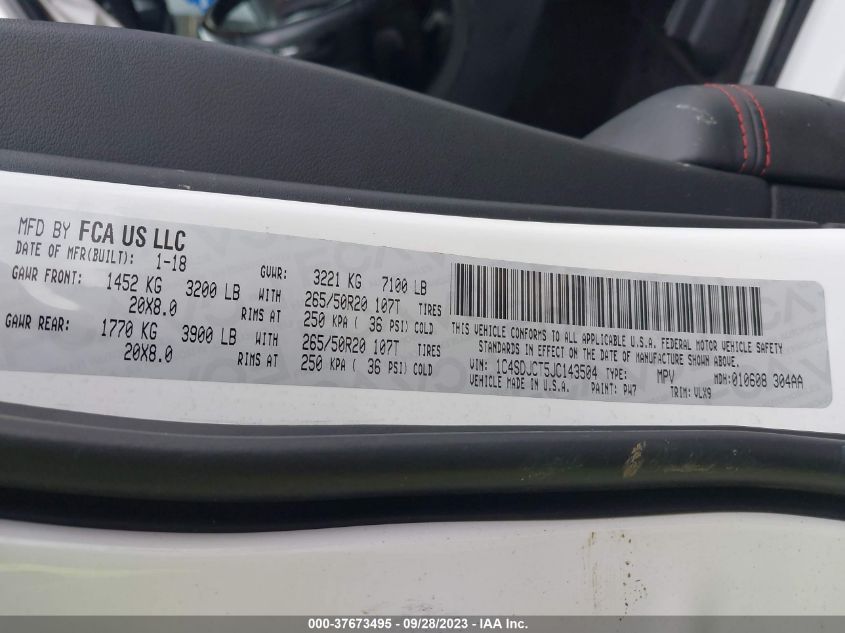 MFD BY FCA US LLC
DATE OF MFR(BUILT): 1-18
GVWR: 3221 KG 7100 LB
GAWR FRONT: 1452 KG 3200 LB WITH 265/50R20 107T TIRES
20X8.0 RIMS AT 250 KPA ( 36 PSI) COLD
GAWR REAR: 1770 KG 3900 LB WITH 265/50R20 107T TIRES
20X8.0 RIMS AT 250 KPA ( 36 PSI) COLD
THIS VEHICLE CONFORMS TO ALL APPLICABLE U.S.A. FEDERAL MOTOR VEHICLE SAFETY
STANDARDS IN EFFECT ON THE DATE OF MANUFACTURE SHOWN ABOVE.
VIN: 1C4SDJCT5JC143504 TYPE: MPV MDH:010608 304AA
VEHICLE MADE IN U.S.A. PAINT: PW7 TRIM: VLX9
000-37673495 - 09/28/2023 - IAA Inc.